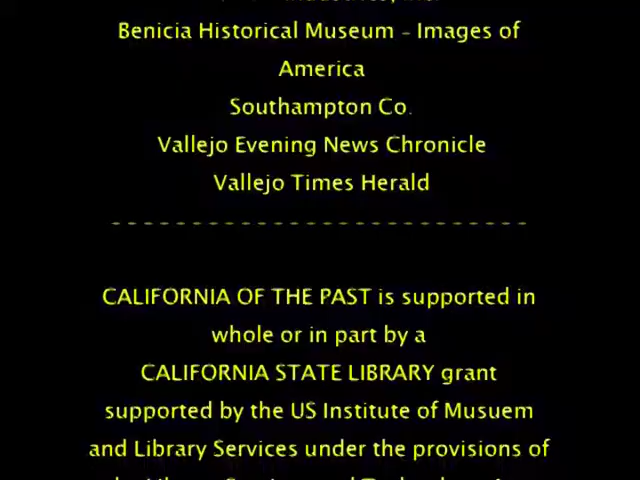 Benicia Historical Museum - Images of
America
Southampton Co.
Vallejo Evening News Chronicle
Vallejo Times Herald
- - - - - - - - - - - - - - - - - - - - - - - - - -
CALIFORNIA OF THE PAST is supported in
whole or in part by a
CALIFORNIA STATE LIBRARY grant
supported by the US Institute of Musuem
and Library Services under the provisions of